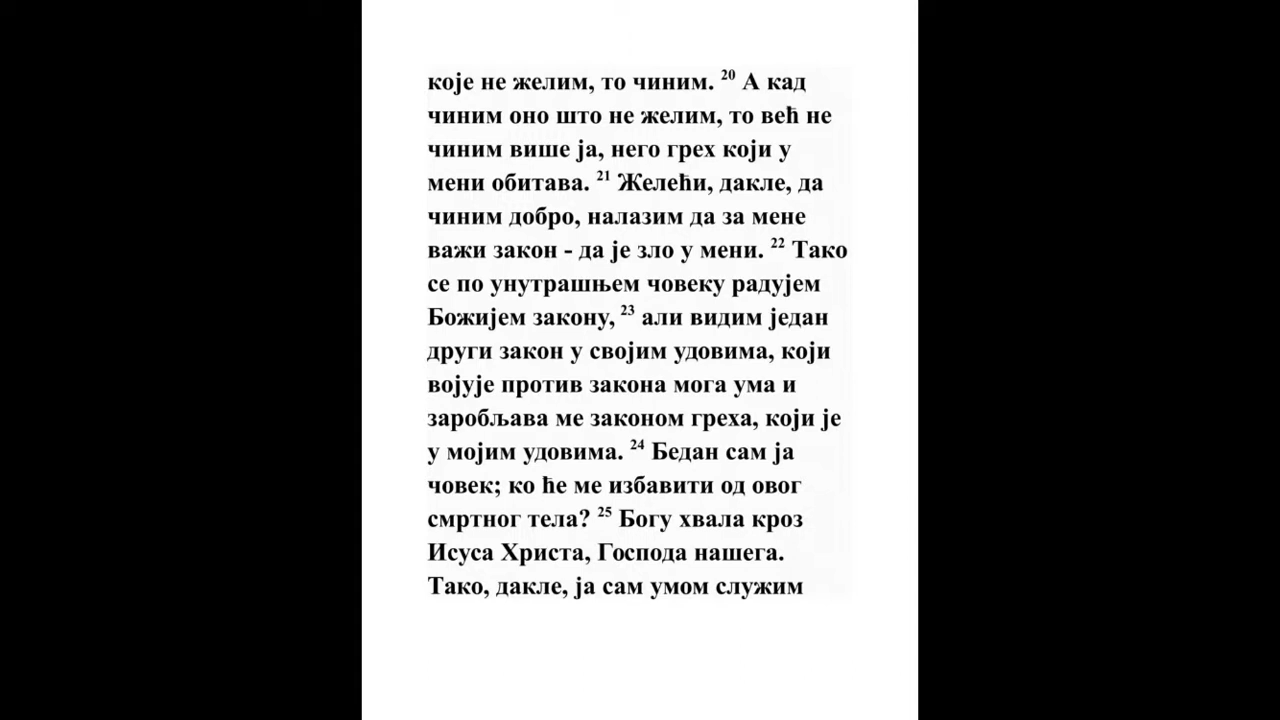 које не желим, то чиним. 20 А кад
чиним оно што не желим, то већ не
чиним више ја, него грех који у
мени обитава. 21 Желећи, дакле, да
чиним добро, налазим да за мене
важи закон - да је зло у мени. 22 Тако
се по унутрашњем човеку радујем
Божијем закону, 23 али видим један
други закон у својим удовима, који
војује против закона мога ума и
заробљава ме законом греха, који је
у мојим удовима. 24 Бедан сам ја
човек; ко ће ме избавити од овог
смртног тела? 25 Богу хвала кроз
Исуса Христа, Господа нашега.
Тако, дакле, ја сам умом служим